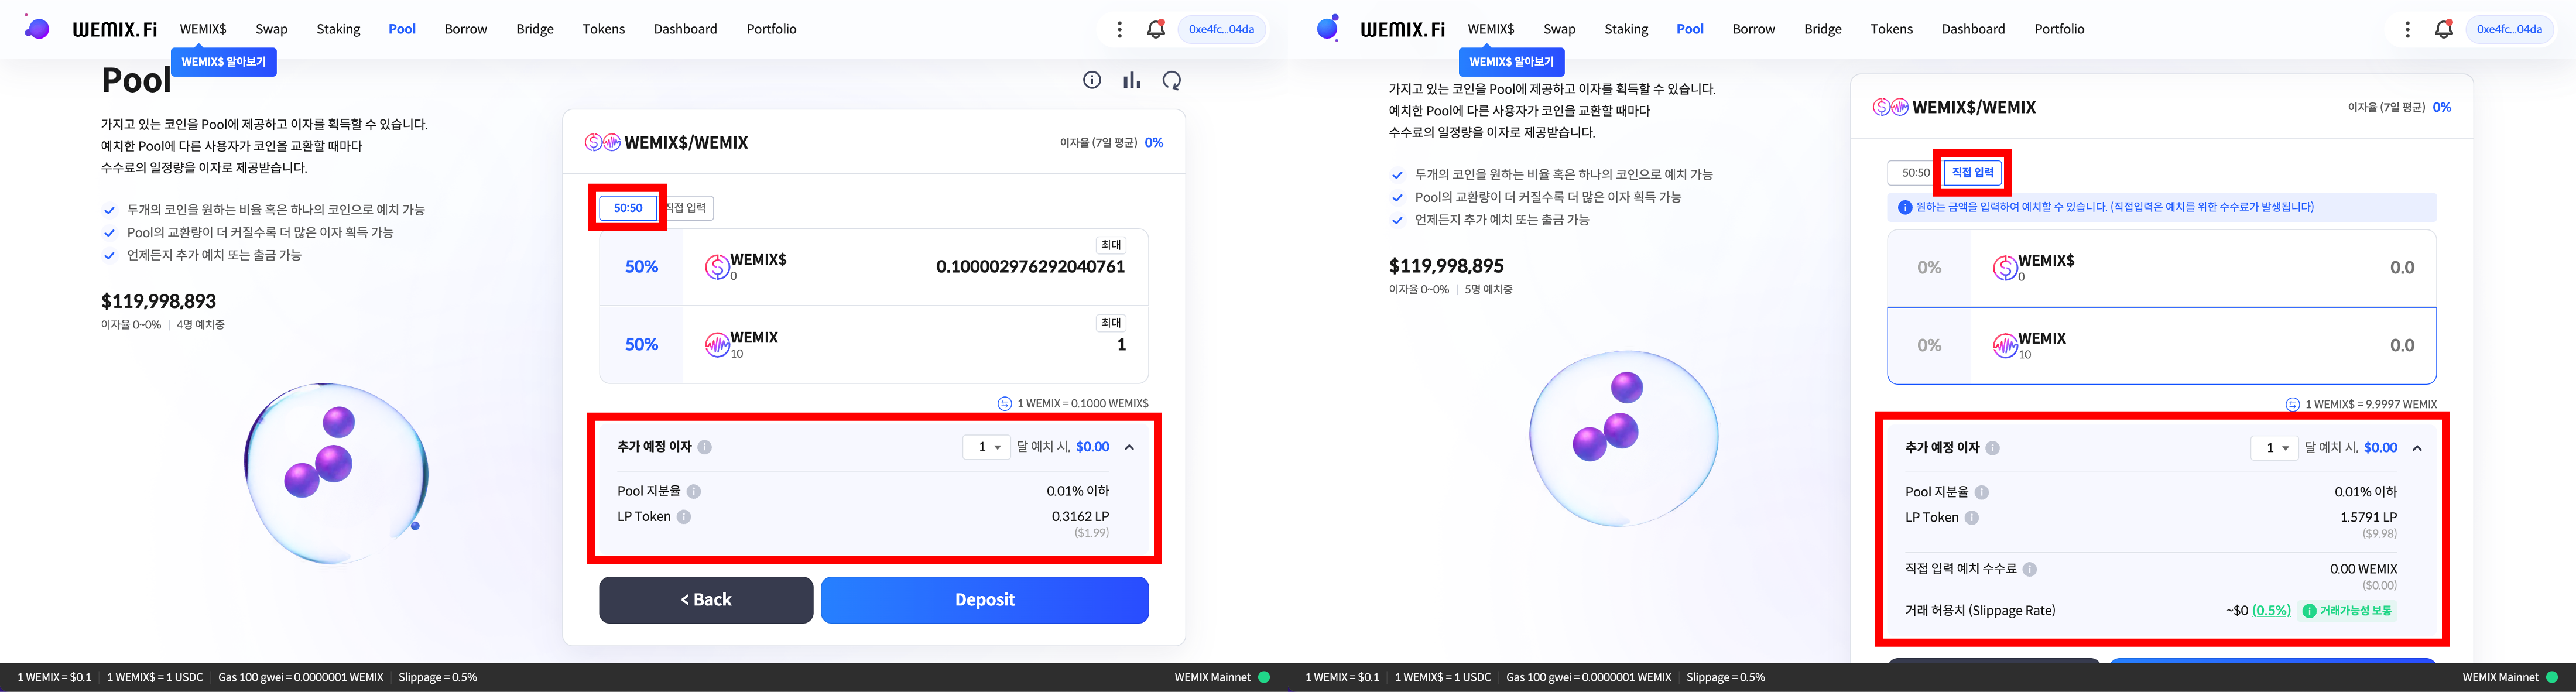 WEMIX.Fi WEMIX$ Swap Staking Pool Borrow Bridge Tokens Dashboard Portfolio 0xe4fc...04da
WEMIX$ 알아보기
Pool
가지고 있는 코인을 Pool에 제공하고 이자를 획득할 수 있습니다.
예치한 Pool에 다른 사용자가 코인을 교환할 때마다
수수료의 일정량을 이자로 제공받습니다.
두개의 코인을 원하는 비율 혹은 하나의 코인으로 예치 가능
Pool의 교환량이 더 커질수록 더 많은 이자 획득 가능
언제든지 추가 예치 또는 출금 가능
$119,998,893
이자율 0~0% | 4명 예치중
WEMIX$/WEMIX 이자율 (7일 평균) 0%
50:50 직접 입력
최대
50% WEMIX$ 0.100002976292040761
0
최대
50% WEMIX 1
10
1 WEMIX = 0.1000 WEMIX$
추가 예정 이자 1 달 예치 시, $0.00
Pool 지분율 0.01% 이하
LP Token 0.3162 LP
($1.99)
< Back Deposit
1 WEMIX = $0.1 1 WEMIX$ = 1 USDC Gas 100 gwei = 0.0000001 WEMIX Slippage = 0.5% WEMIX Mainnet
WEMIX.Fi WEMIX$ Swap Staking Pool Borrow Bridge Tokens Dashboard Portfolio 0xe4fc...04da
WEMIX$ 알아보기
가지고 있는 코인을 Pool에 제공하고 이자를 획득할 수 있습니다.
예치한 Pool에 다른 사용자가 코인을 교환할 때마다
수수료의 일정량을 이자로 제공받습니다.
두개의 코인을 원하는 비율 혹은 하나의 코인으로 예치 가능
Pool의 교환량이 더 커질수록 더 많은 이자 획득 가능
언제든지 추가 예치 또는 출금 가능
$119,998,895
이자율 0~0% | 5명 예치중
WEMIX$/WEMIX 이자율 (7일 평균) 0%
50:50 직접 입력
원하는 금액을 입력하여 예치할 수 있습니다. (직접입력은 예치를 위한 수수료가 발생됩니다)
0% WEMIX$ 0.0
0
0% WEMIX 0.0
10
1 WEMIX$ = 9.9997 WEMIX
추가 예정 이자 1 달 예치 시, $0.00
Pool 지분율 0.01% 이하
LP Token 1.5791 LP
($9.98)
직접 입력 예치 수수료 0.00 WEMIX
($0.00)
거래 허용치 (Slippage Rate) ~$0 (0.5%) 거래가능성 보통
1 WEMIX = $0.1 1 WEMIX$ = 1 USDC Gas 100 gwei = 0.0000001 WEMIX Slippage = 0.5% WEMIX Mainnet